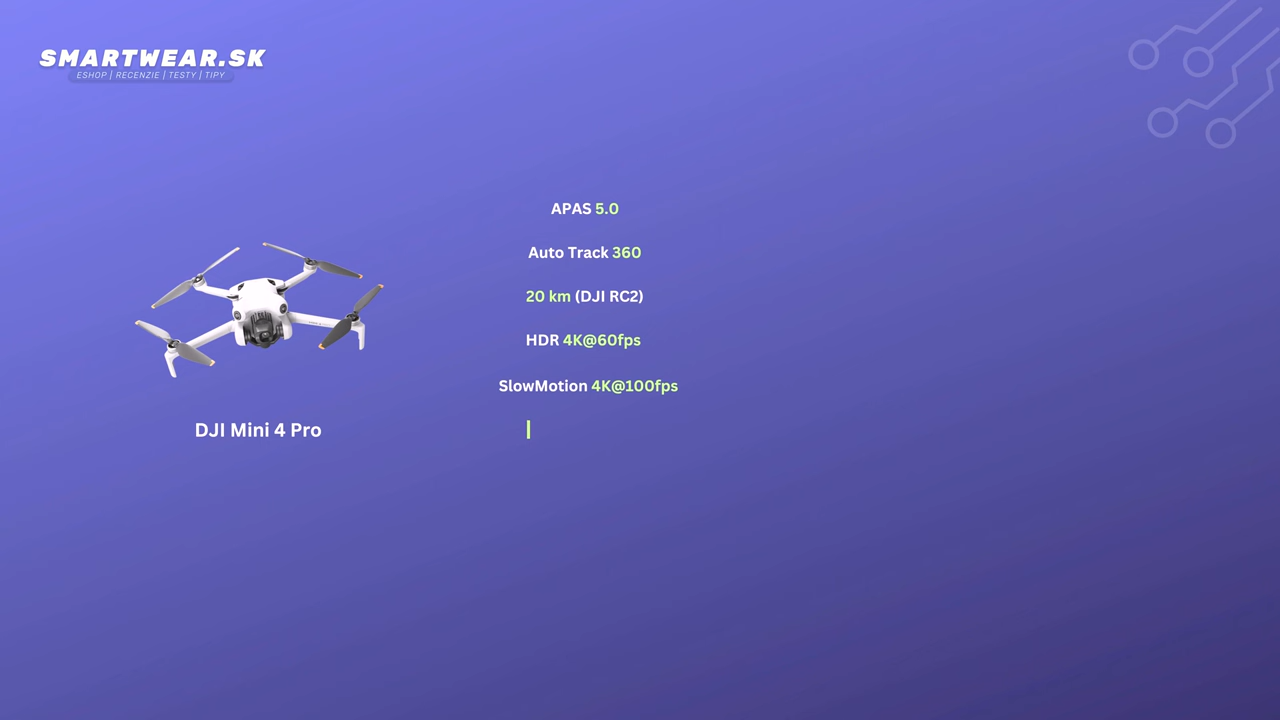 SMARTWEAR.SK
ESHOP | RECENZIE | TESTY | TIPY
APAS 5.0
Auto Track 360
20 km (DJI RC2)
HDR 4K@60fps
SlowMotion 4K@100fps
DJI Mini 4 Pro